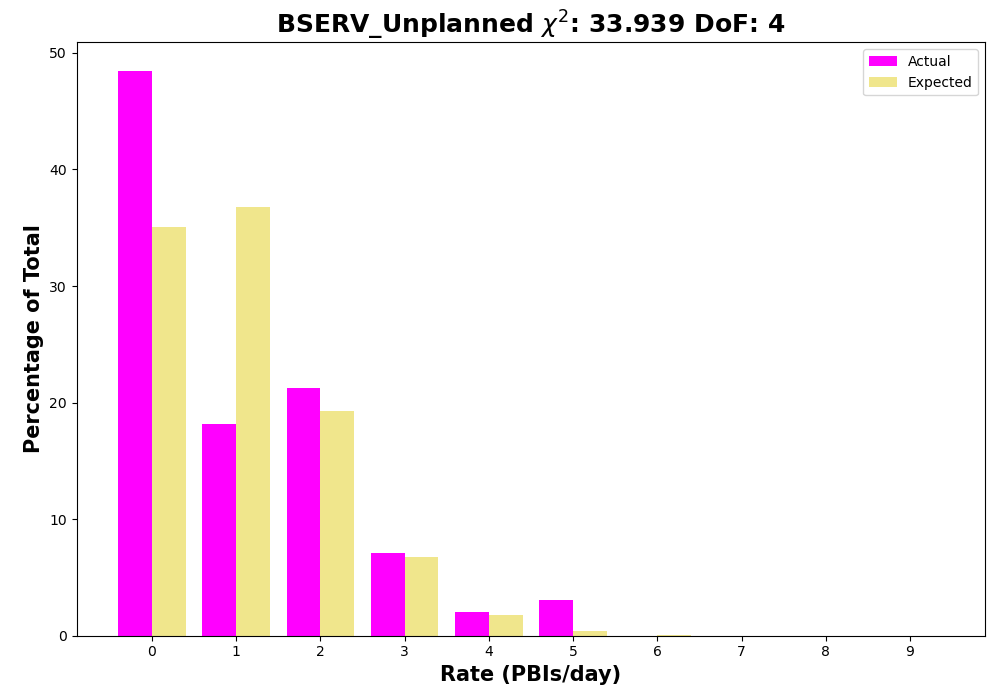 BSERV_Unplanned χ²: 33.939 DoF: 4
Actual
Expected
Percentage of Total
50
40
30
20
10
0
0 1 2 3 4 5 6 7 8 9
Rate (PBIs/day)